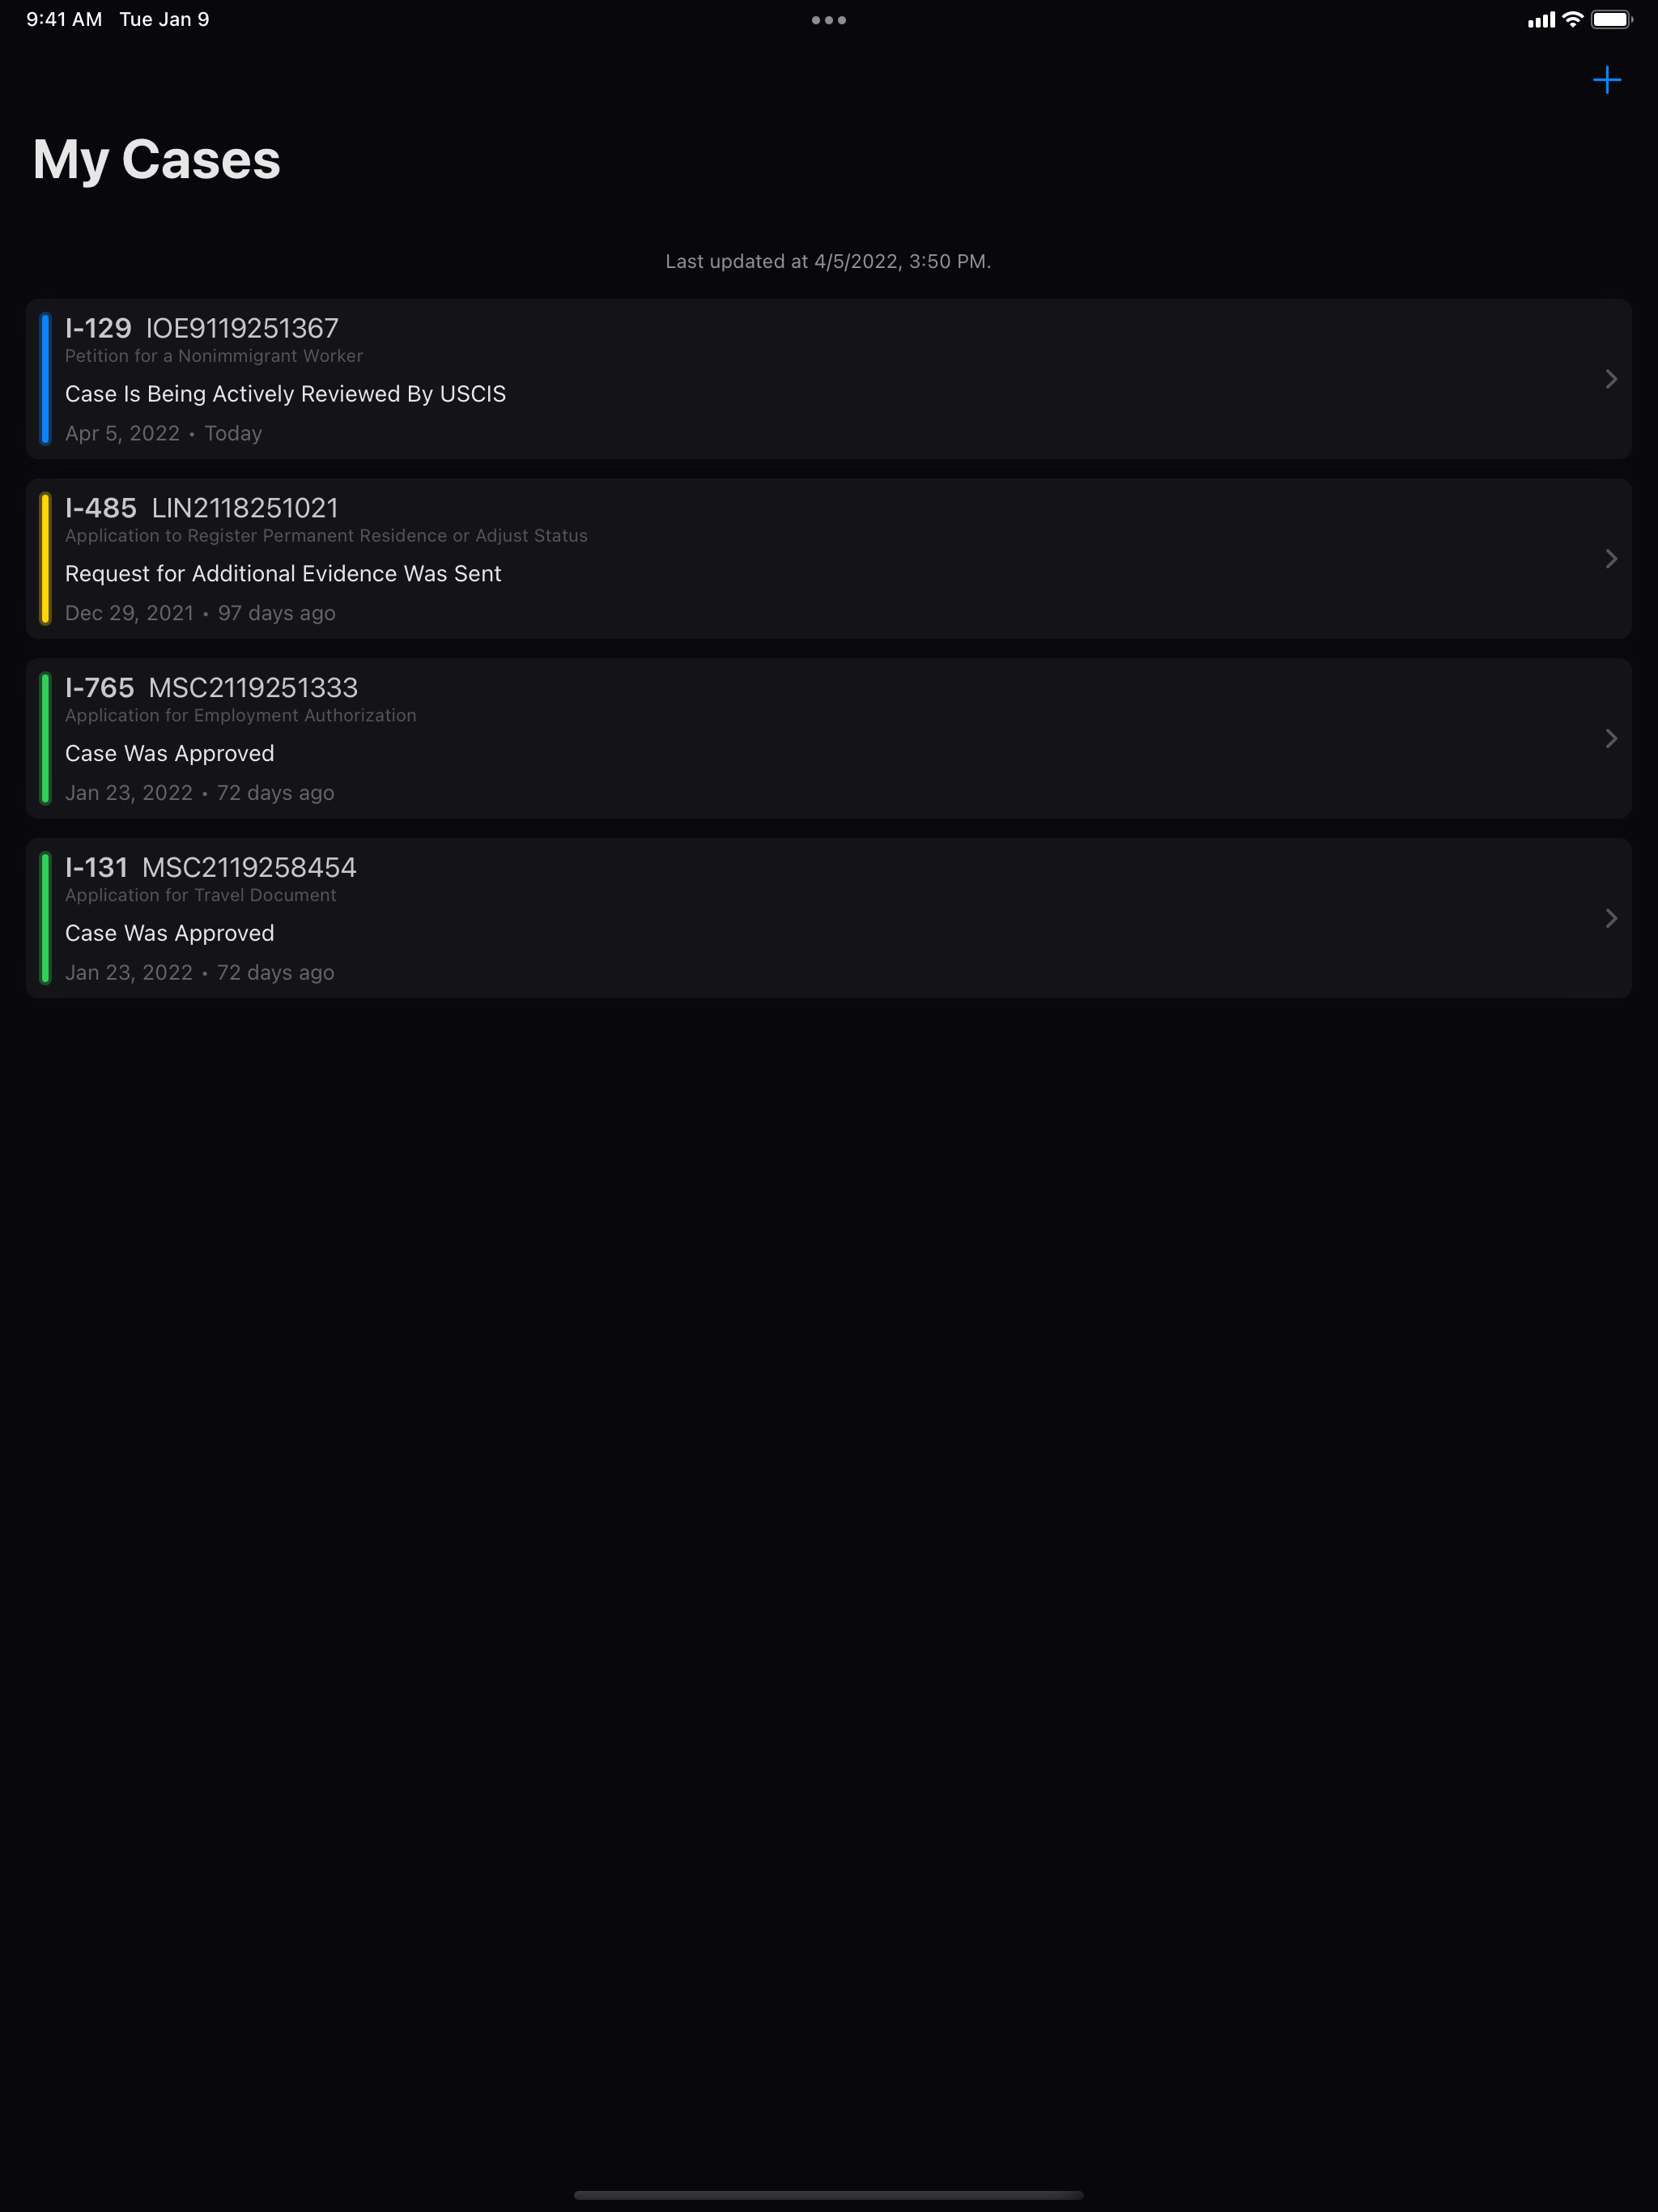 9:41 AM Tue Jan 9
My Cases
Last updated at 4/5/2022, 3:50 PM.
I-129 IOE9119251367
Petition for a Nonimmigrant Worker
Case Is Being Actively Reviewed By USCIS
Apr 5, 2022 • Today
I-485 LIN2118251021
Application to Register Permanent Residence or Adjust Status
Request for Additional Evidence Was Sent
Dec 29, 2021 • 97 days ago
I-765 MSC2119251333
Application for Employment Authorization
Case Was Approved
Jan 23, 2022 • 72 days ago
I-131 MSC2119258454
Application for Travel Document
Case Was Approved
Jan 23, 2022 • 72 days ago